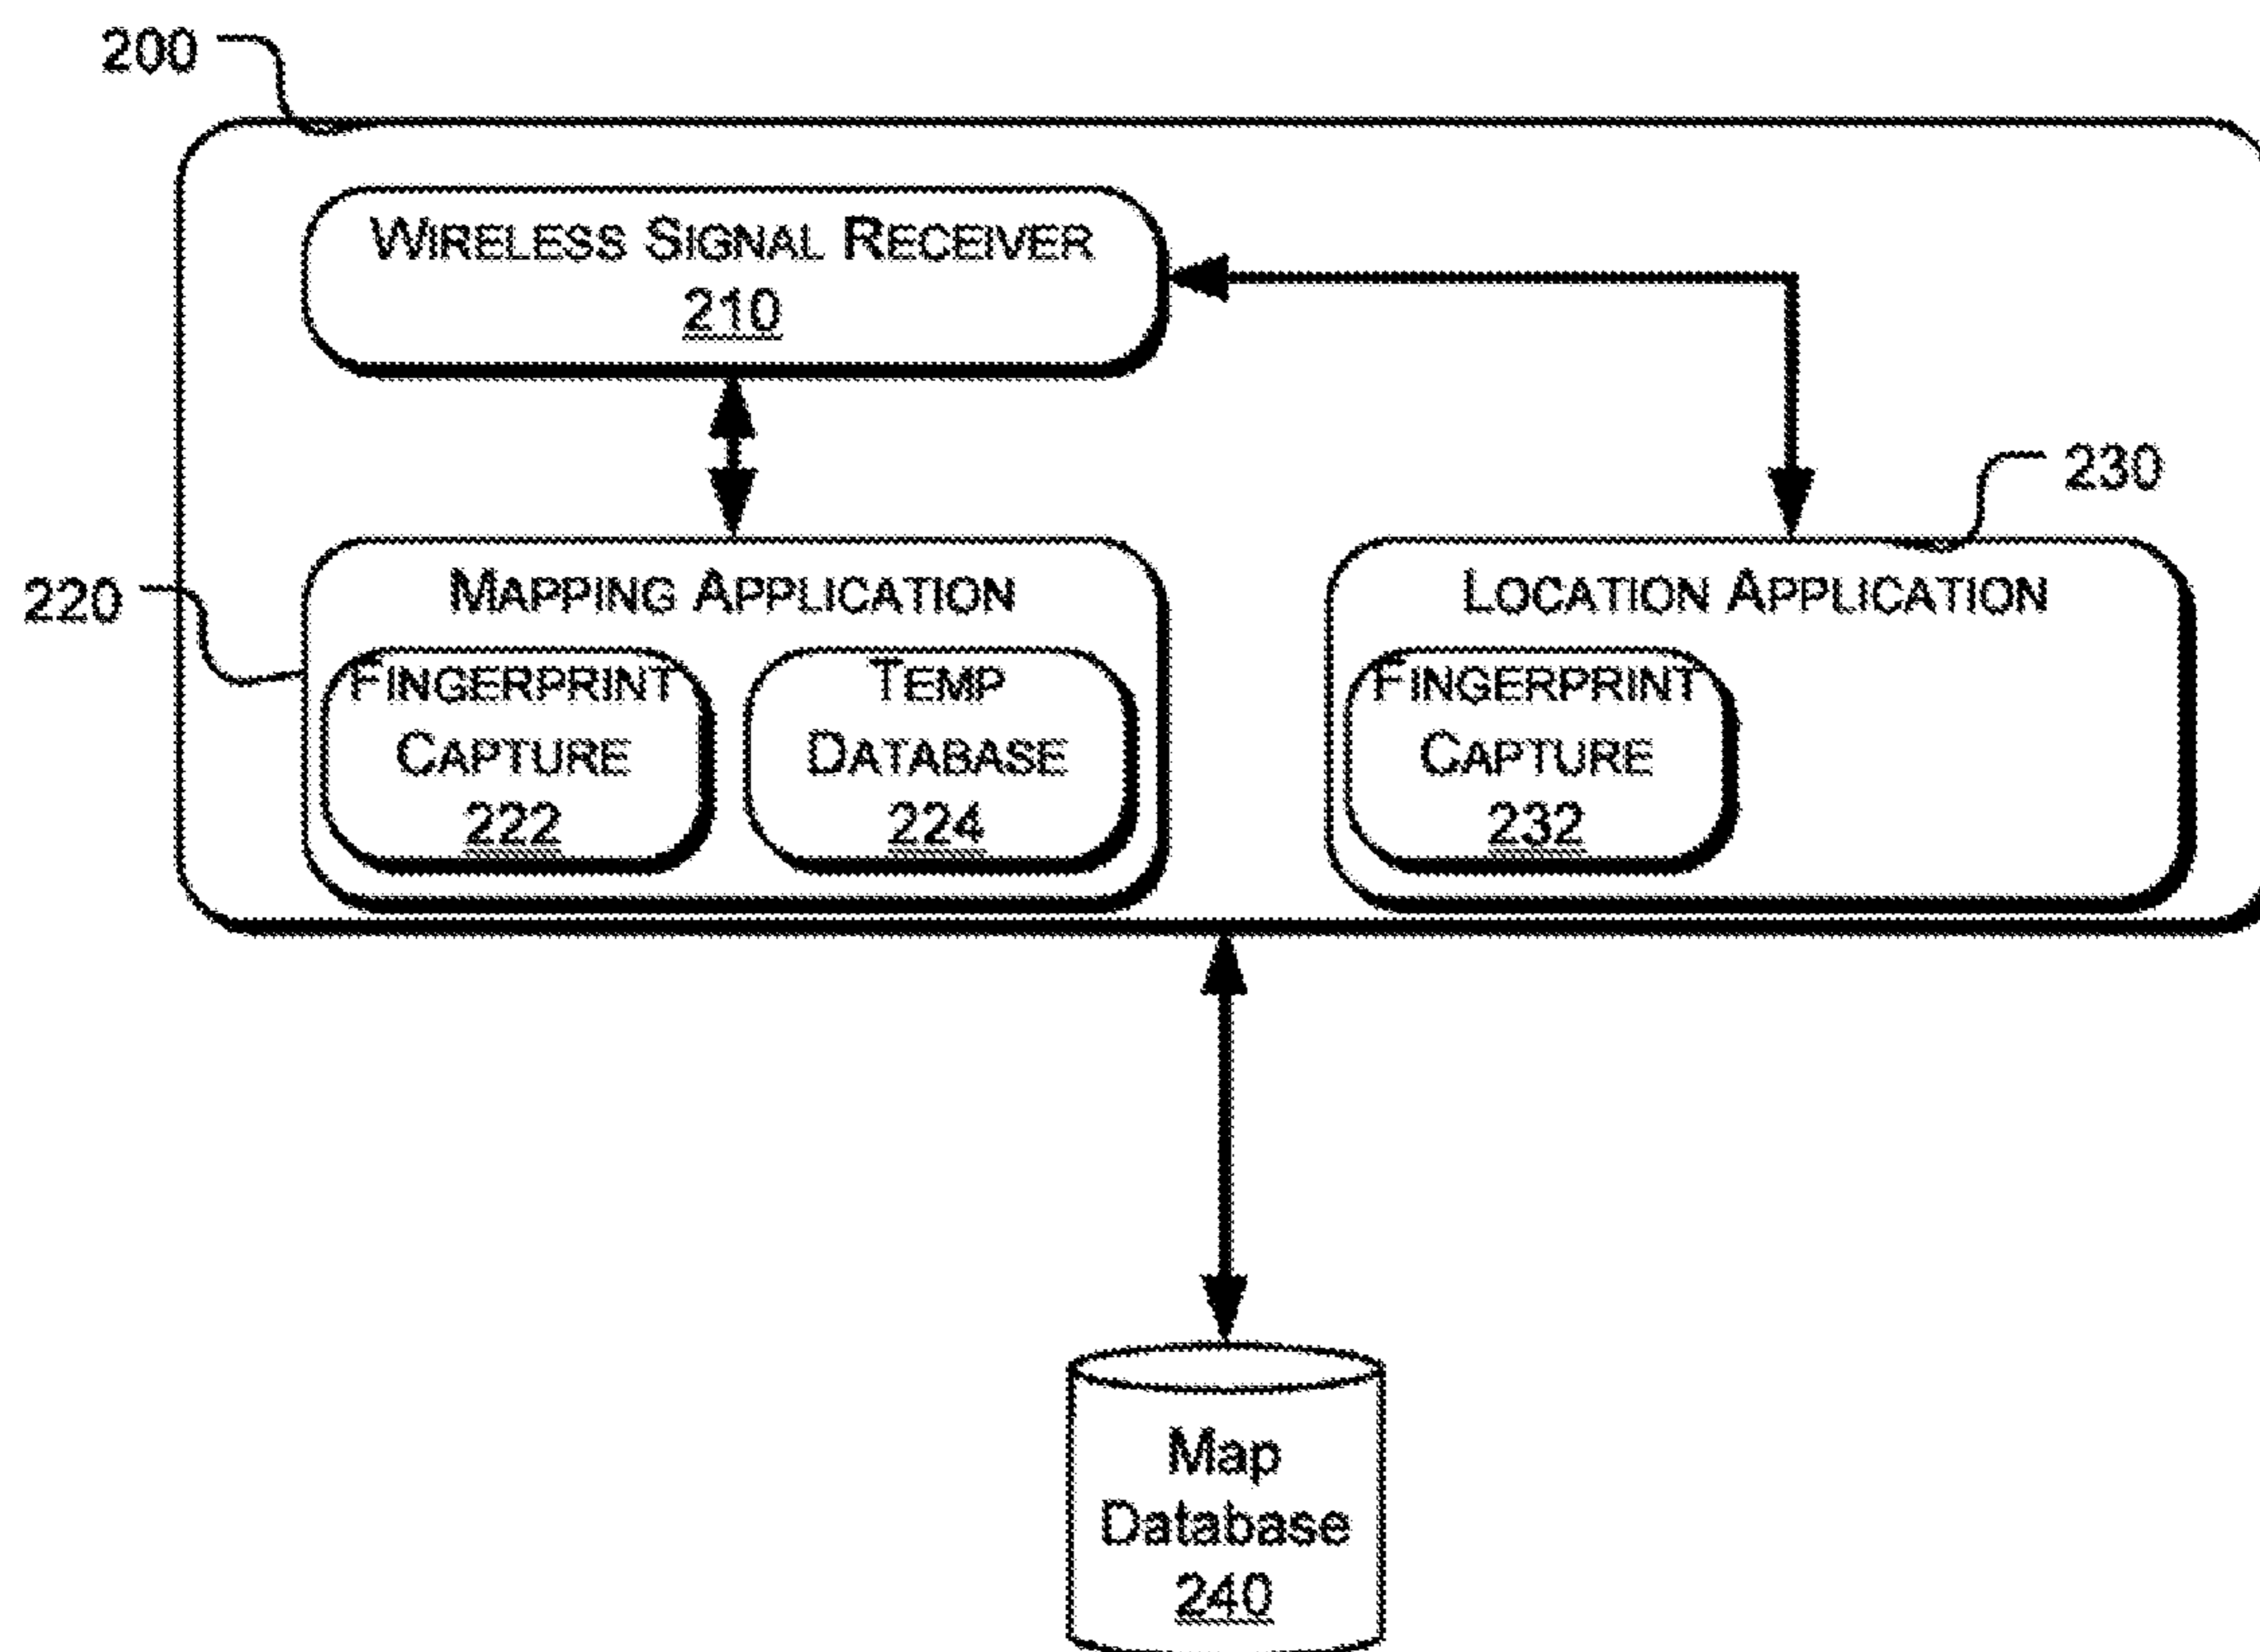 200
WIRELESS SIGNAL RECEIVER
210
230
220
MAPPING APPLICATION
FINGERPRINT
CAPTURE
222
TEMP
DATABASE
224
LOCATION APPLICATION
FINGERPRINT
CAPTURE
232
Map
Database
240